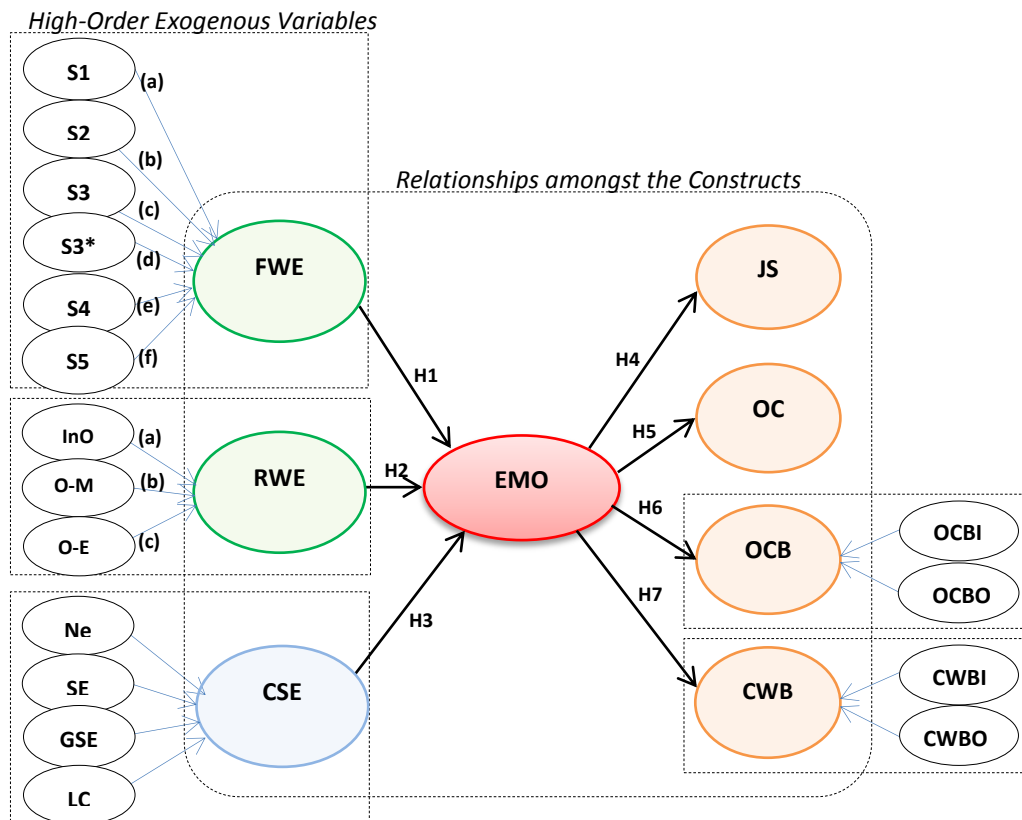 High-Order Exogenous Variables
S1
(a)
S2
(b)
S3
(c)
S3*
(d)
S4
(e)
S5
(f)
Relationships amongst the Constructs
FWE
JS
H1
H4
OC
H5
InO
(a)
O-M
(b)
O-E
(c)
RWE
H2
EMO
H6
OCB
OCBI
OCBO
H3
H7
Ne
SE
GSE
LC
CSE
CWB
CWBI
CWBO